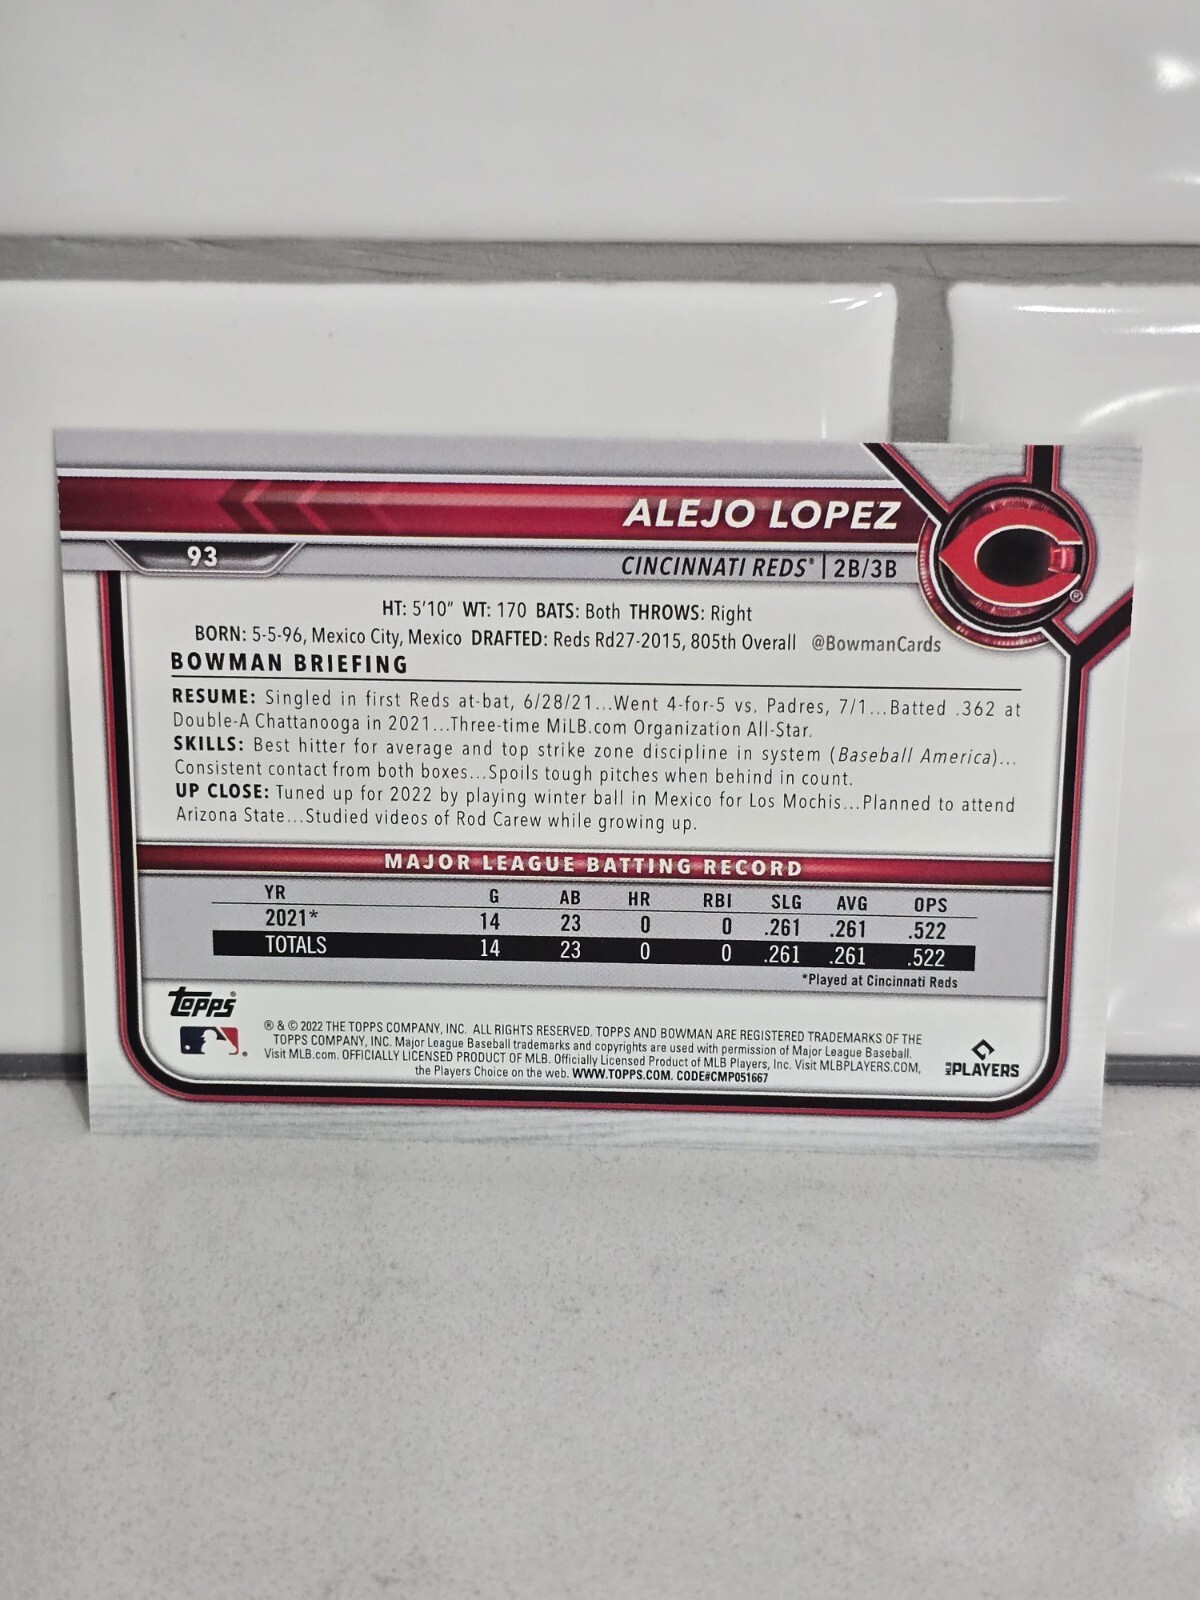 ALEJO LOPEZ
93
CINCINNATI REDS® | 2B/3B
HT: 5'10" WT: 170 BATS: Both THROWS: Right
BORN: 5-5-96, Mexico City, Mexico DRAFTED: Reds Rd27-2015, 805th Overall @BowmanCards
BOWMAN BRIEFING
RESUME: Singled in first Reds at-bat, 6/28/21...Went 4-for-5 vs. Padres, 7/1...Batted .362 at
Double-A Chattanooga in 2021...Three-time MiLB.com Organization All-Star.
SKILLS: Best hitter for average and top strike zone discipline in system (Baseball America)...
Consistent contact from both boxes...Spoils tough pitches when behind in count.
UP CLOSE: Tuned up for 2022 by playing winter ball in Mexico for Los Mochis...Planned to attend
Arizona State...Studied videos of Rod Carew while growing up.
MAJOR LEAGUE BATTING RECORD
YR G AB HR RBI SLG AVG OPS
2021* 14 23 0 0 .261 .261 .522
TOTALS 14 23 0 0 .261 .261 .522
*Played at Cincinnati Reds
Topps®
® & © 2022 THE TOPPS COMPANY, INC. ALL RIGHTS RESERVED. TOPPS AND BOWMAN ARE REGISTERED TRADEMARKS OF THE
TOPPS COMPANY, INC. Major League Baseball trademarks and copyrights are used with permission of Major League Baseball.
Visit MLB.com. OFFICIALLY LICENSED PRODUCT OF MLB. Officially Licensed Product of MLB Players, Inc. Visit MLBPLAYERS.COM,
the Players Choice on the web. WWW.TOPPS.COM. CODE#CMP051667
MLB PLAYERS